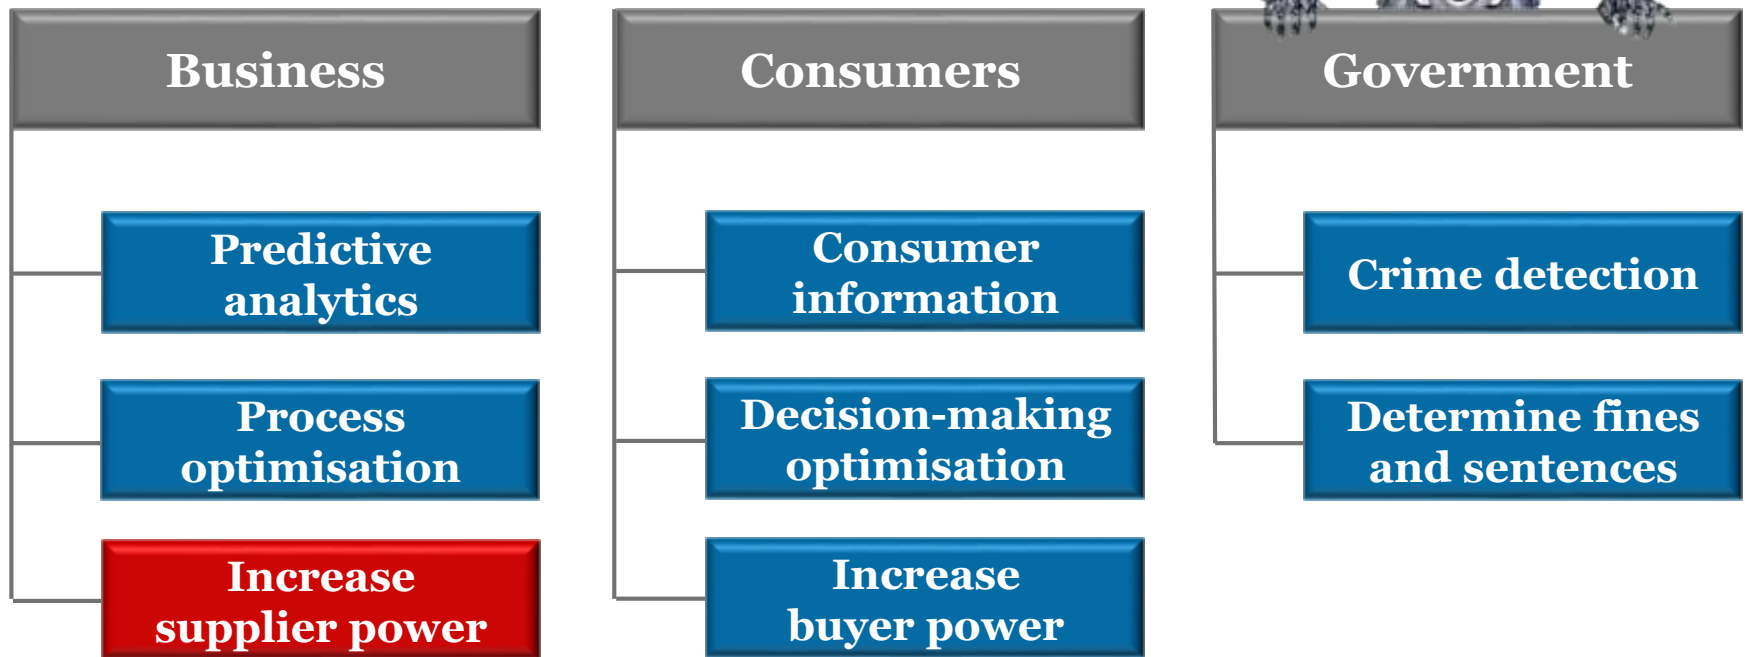 Business
Predictive
analytics
Process
optimisation
Increase
supplier power
Consumers
Consumer
information
Decision-making
optimisation
Increase
buyer power
Government
Crime detection
Determine fines
and sentences